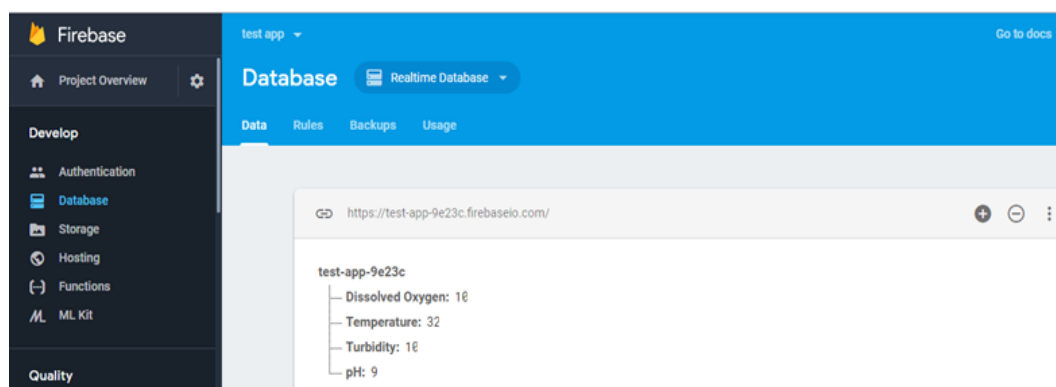 Firebase
Project Overview
Develop
Authentication
Database
Storage
Hosting
Functions
ML Kit
Quality
test app
Go to docs
Database
Realtime Database
Data Rules Backups Usage
https://test-app-9e23c.firebaseio.com/
test-app-9e23c
Dissolved Oxygen: 10
Temperature: 32
Turbidity: 10
pH: 9